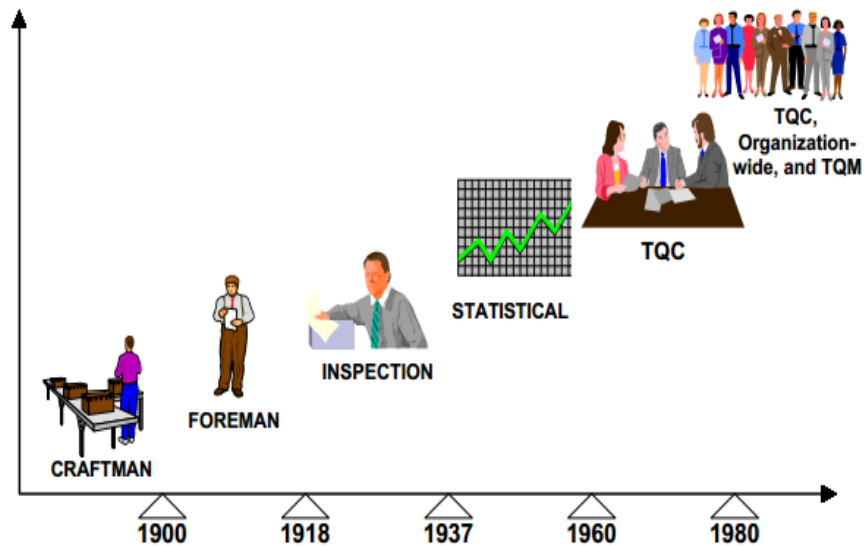 TQC,
Organization-
wide, and TQM
TQC
STATISTICAL
INSPECTION
FOREMAN
CRAFTMAN
1900
1918
1937
1960
1980